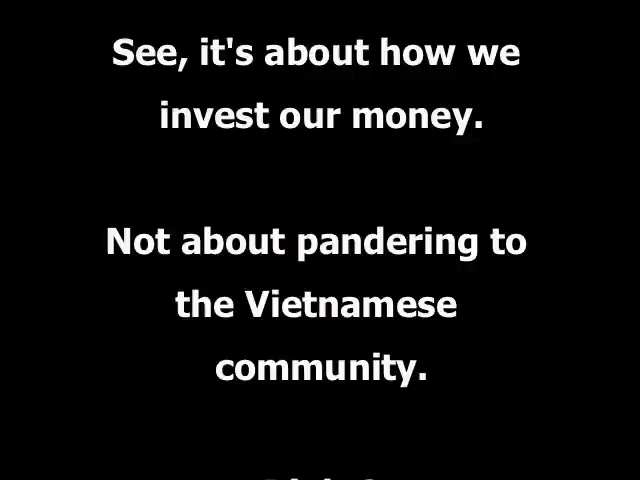 See, it's about how we
invest our money.
Not about pandering to
the Vietnamese
community.